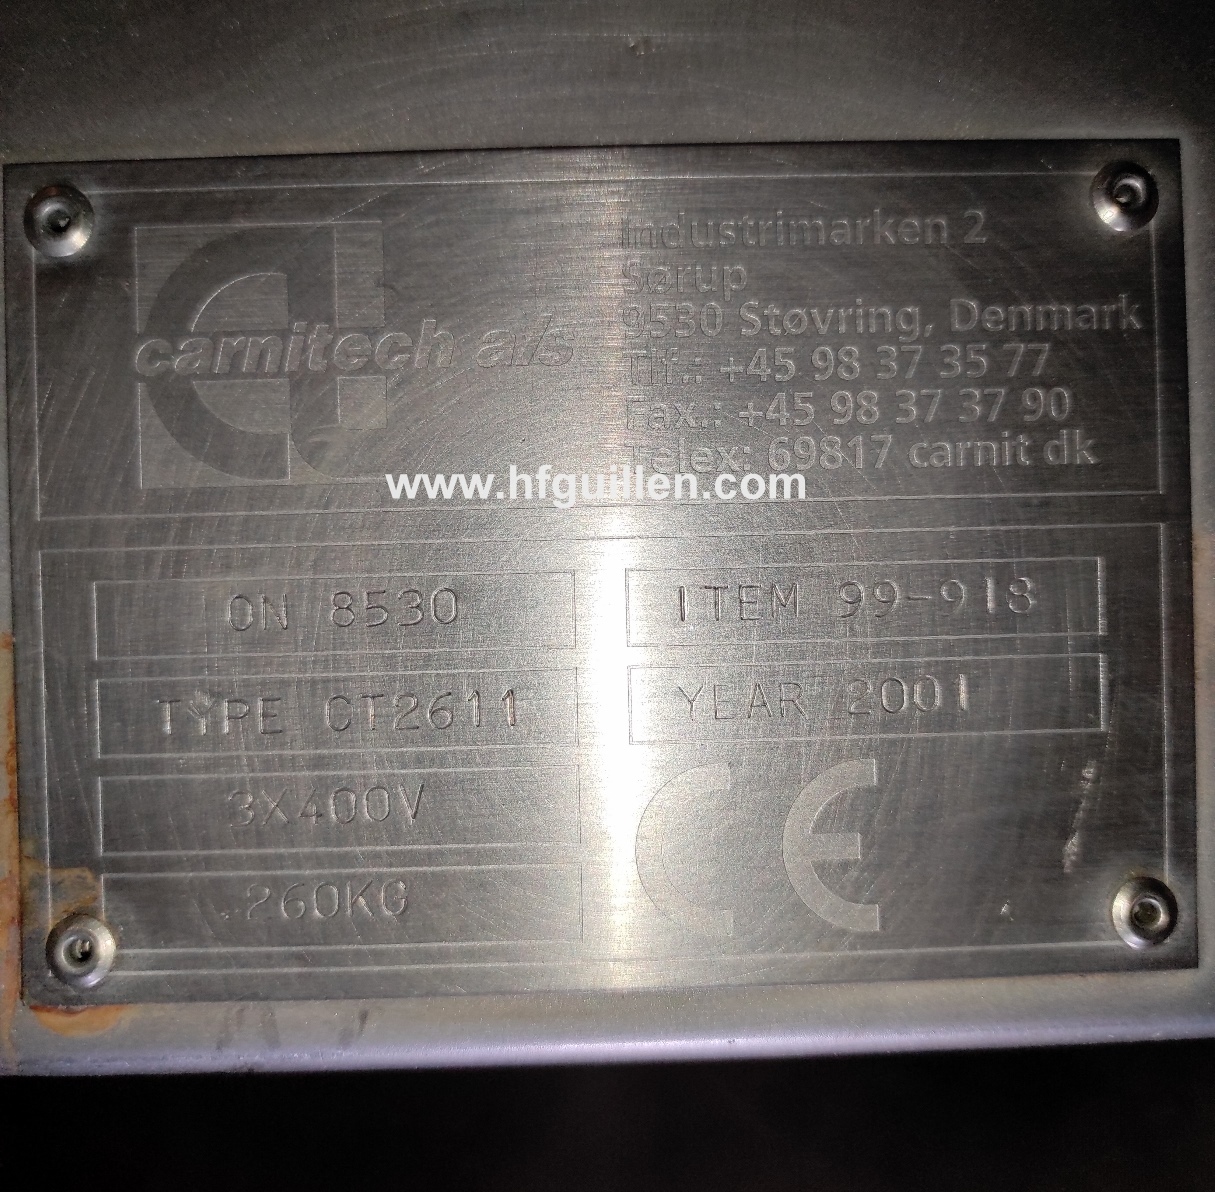 carnitech a/s
Industrimarken 2
Sørup
9530 Støvring, Denmark
Tlf.: +45 98 37 35 77
Fax.: +45 98 37 37 90
Telex: 69817 carnit dk
www.hfguillen.com
ON 8530
ITEM 99-918
TYPE CT2611
YEAR 2001
3X400V
260KG
CE